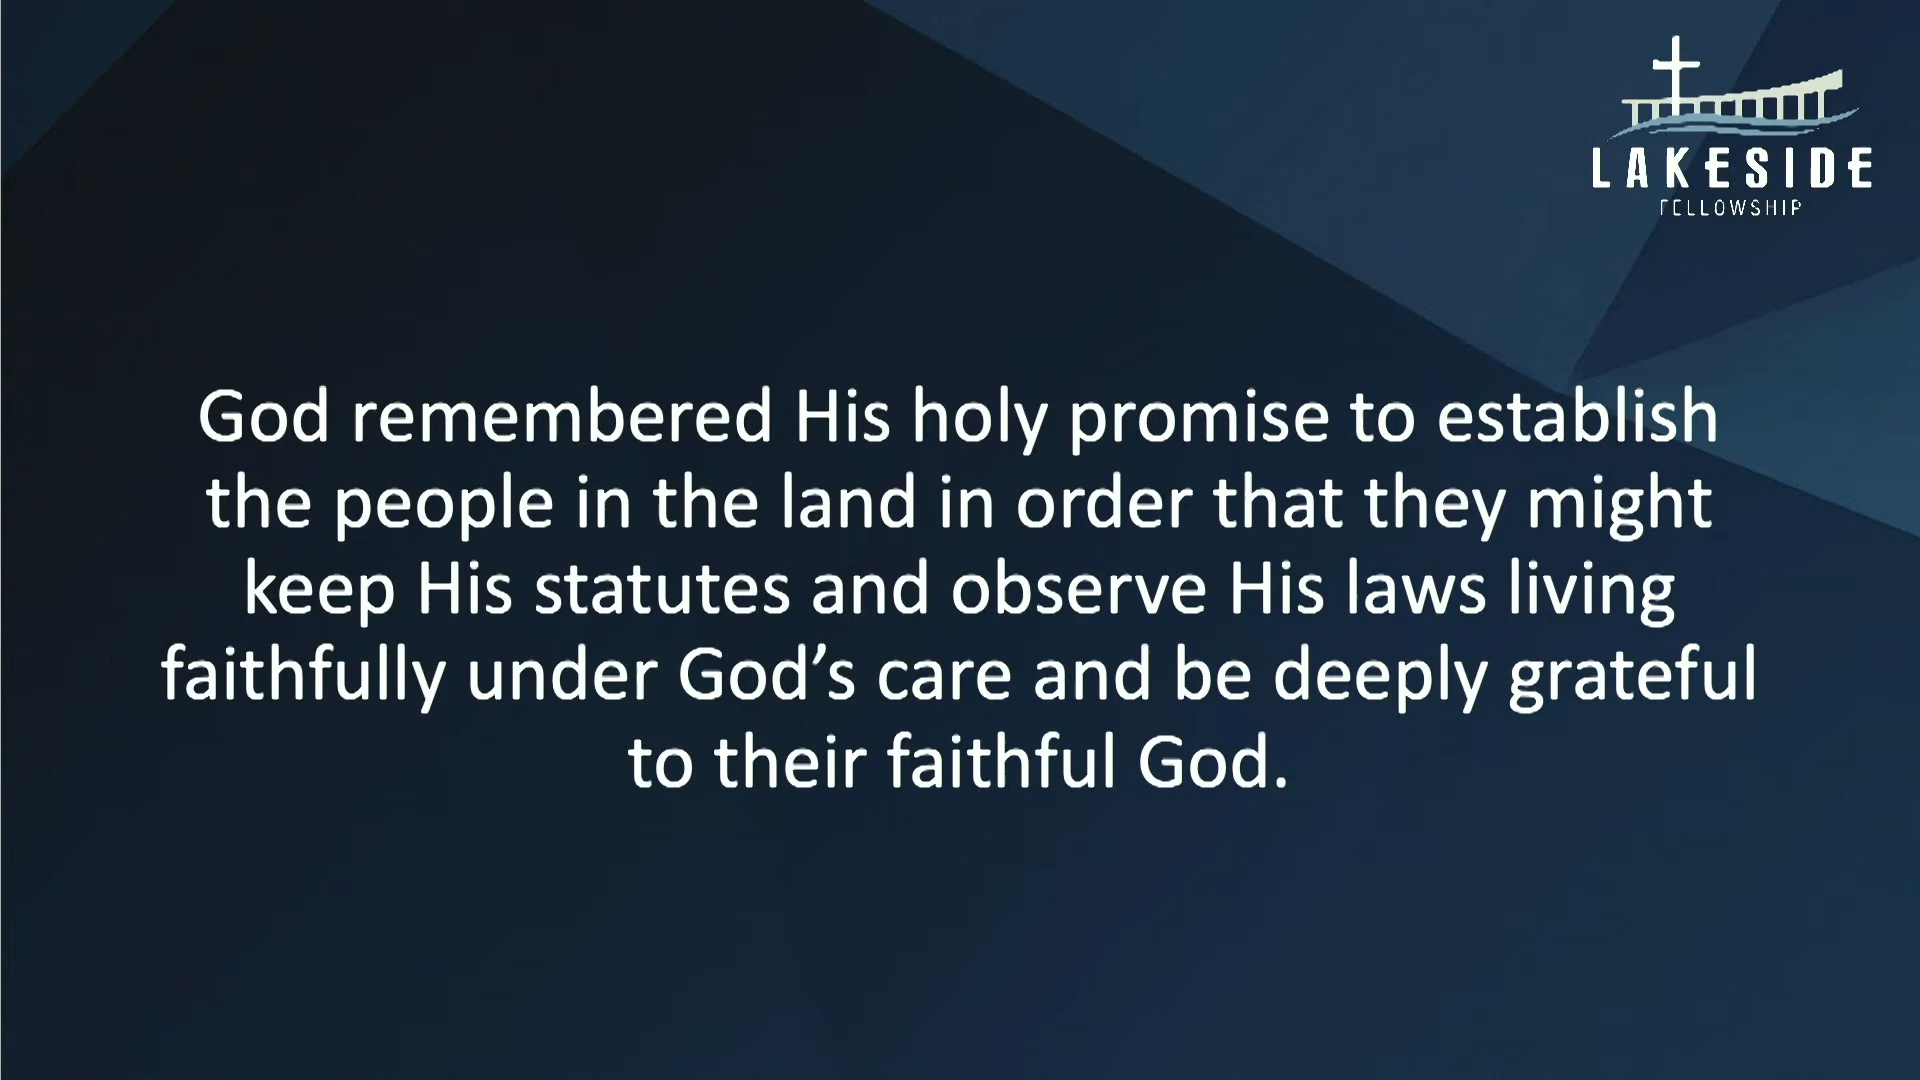 LAKESIDE
FELLOWSHIP
God remembered His holy promise to establish
the people in the land in order that they might
keep His statutes and observe His laws living
faithfully under God’s care and be deeply grateful
to their faithful God.